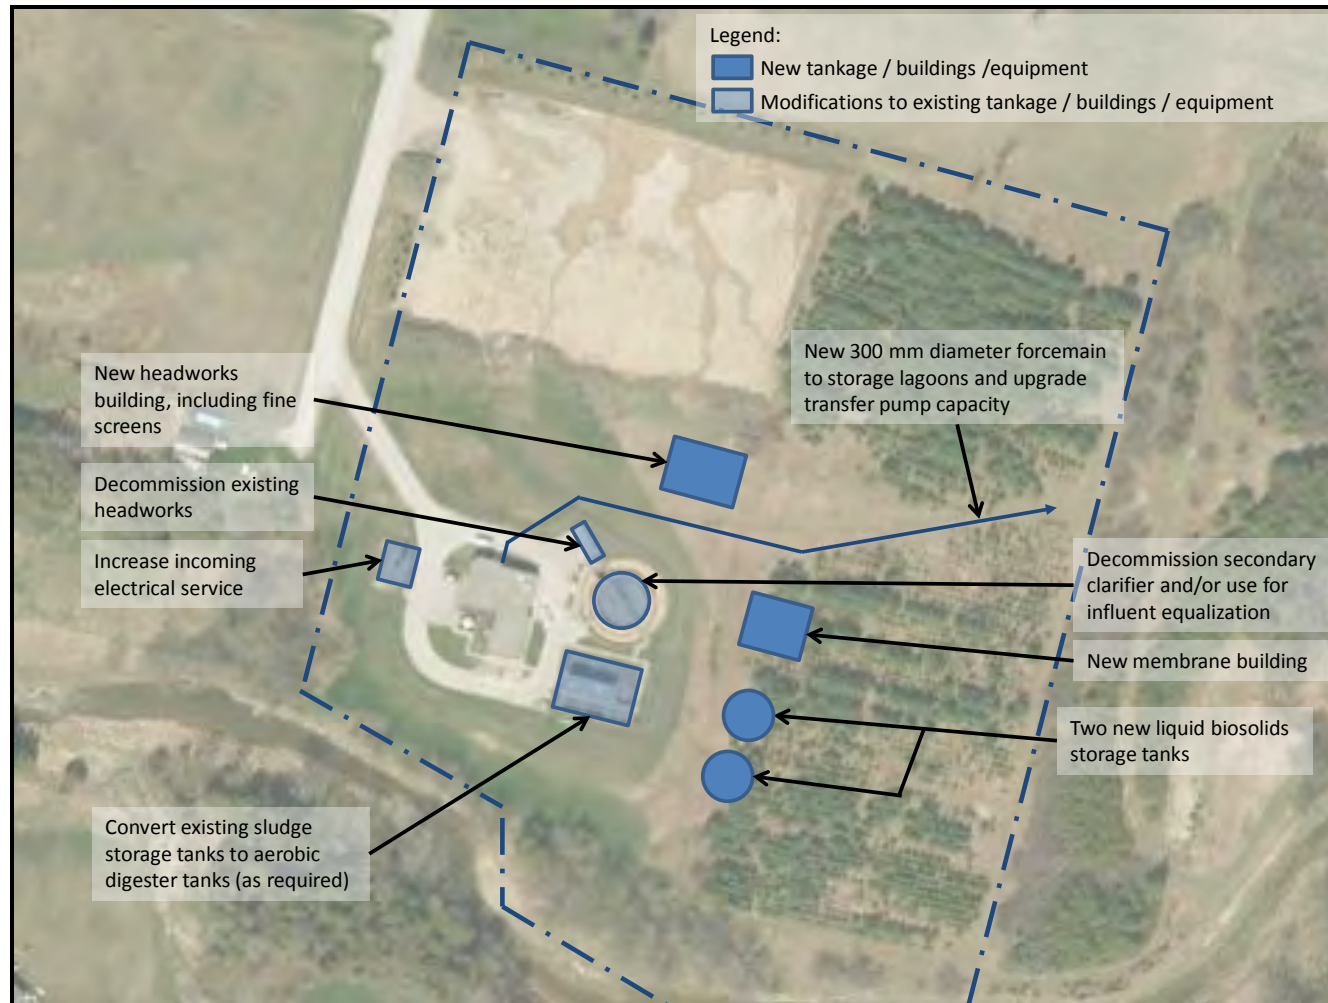 Legend:
New tankage / buildings /equipment
Modifications to existing tankage / buildings / equipment
New 300 mm diameter forcemain
to storage lagoons and upgrade
transfer pump capacity
New headworks
building, including fine
screens
Decommission existing
headworks
Increase incoming
electrical service
Decommission secondary
clarifier and/or use for
influent equalization
New membrane building
Two new liquid biosolids
storage tanks
Convert existing sludge
storage tanks to aerobic
digester tanks (as required)